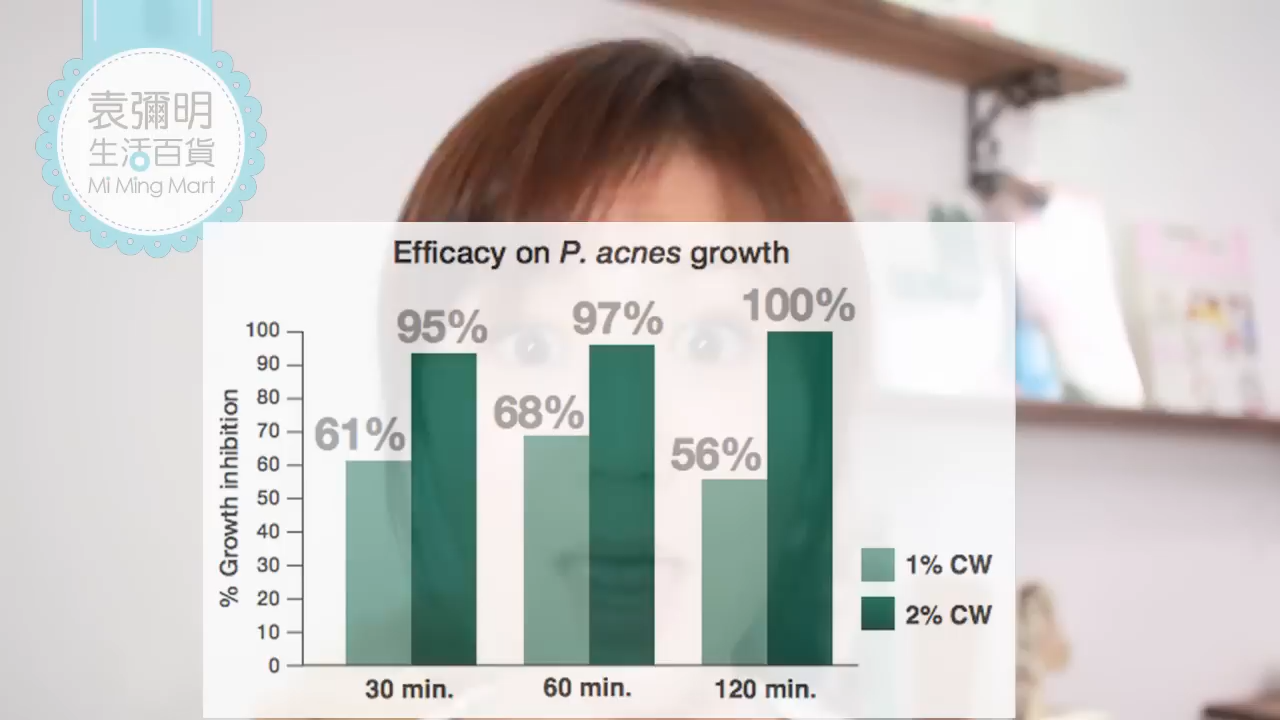 袁彌明
生活百貨
Mi Ming Mart
Efficacy on P. acnes growth
100%
97%
95%
68%
61%
56%
% Growth inhibition
100
90
80
70
60
50
40
30
20
10
0
30 min.
60 min.
120 min.
1% CW
2% CW